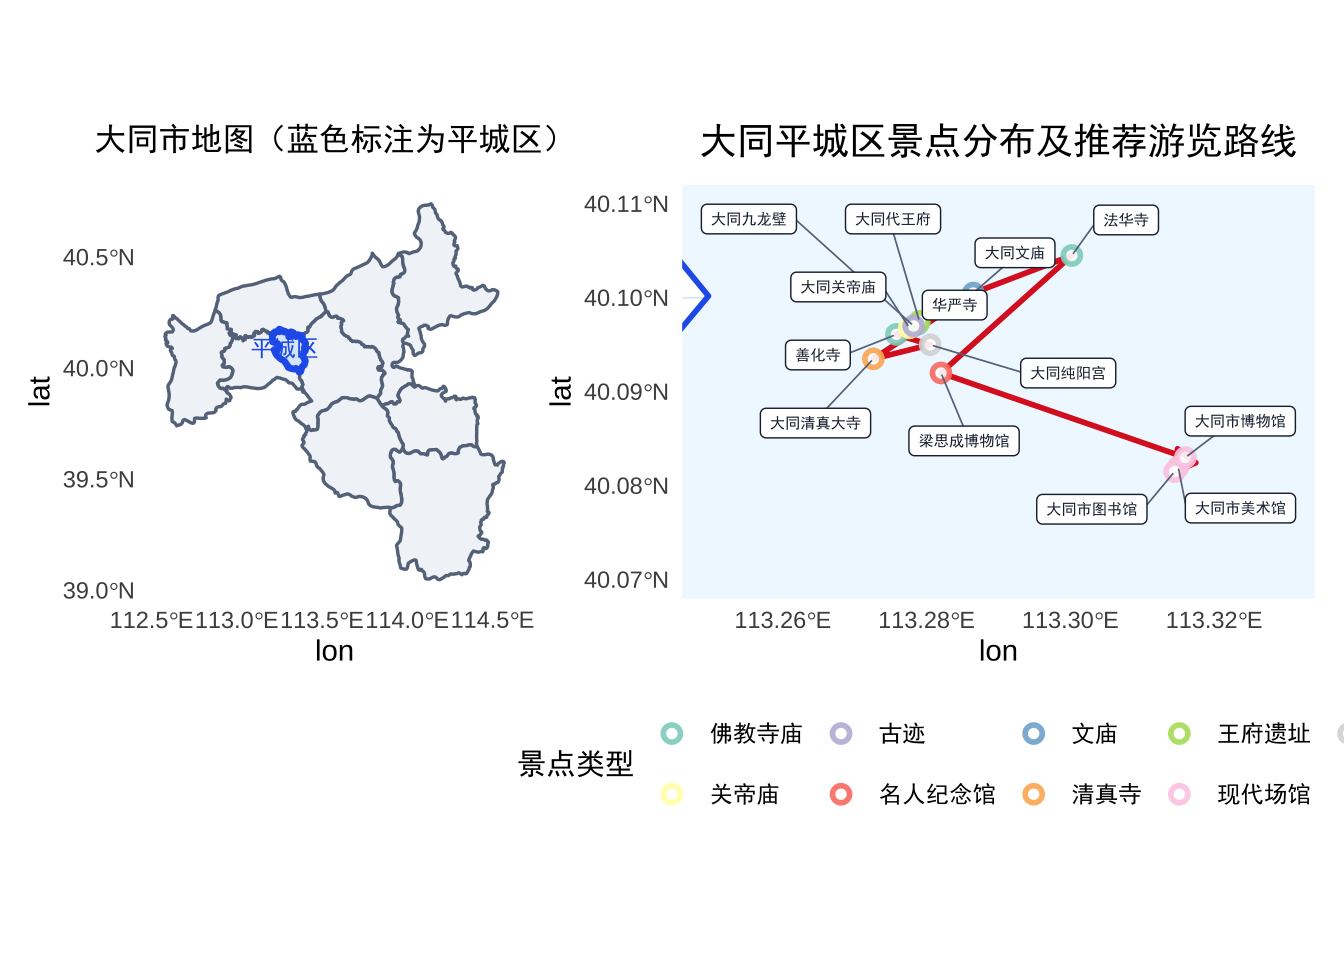 大同市地图（蓝色标注为平城区）
40.5°N
40.0°N
39.5°N
39.0°N
lat
平城区
112.5°E
113.0°E
113.5°E
114.0°E
114.5°E
lon
大同平城区景点分布及推荐游览路线
40.11°N
40.10°N
40.09°N
40.08°N
40.07°N
lat
大同九龙壁
大同代王府
法华寺
大同文庙
大同关帝庙
华严寺
善化寺
大同纯阳宫
大同清真大寺
梁思成博物馆
大同市博物馆
大同市图书馆
大同市美术馆
113.26°E
113.28°E
113.30°E
113.32°E
lon
景点类型
佛教寺庙
古迹
文庙
王府遗址
关帝庙
名人纪念馆
清真寺
现代场馆